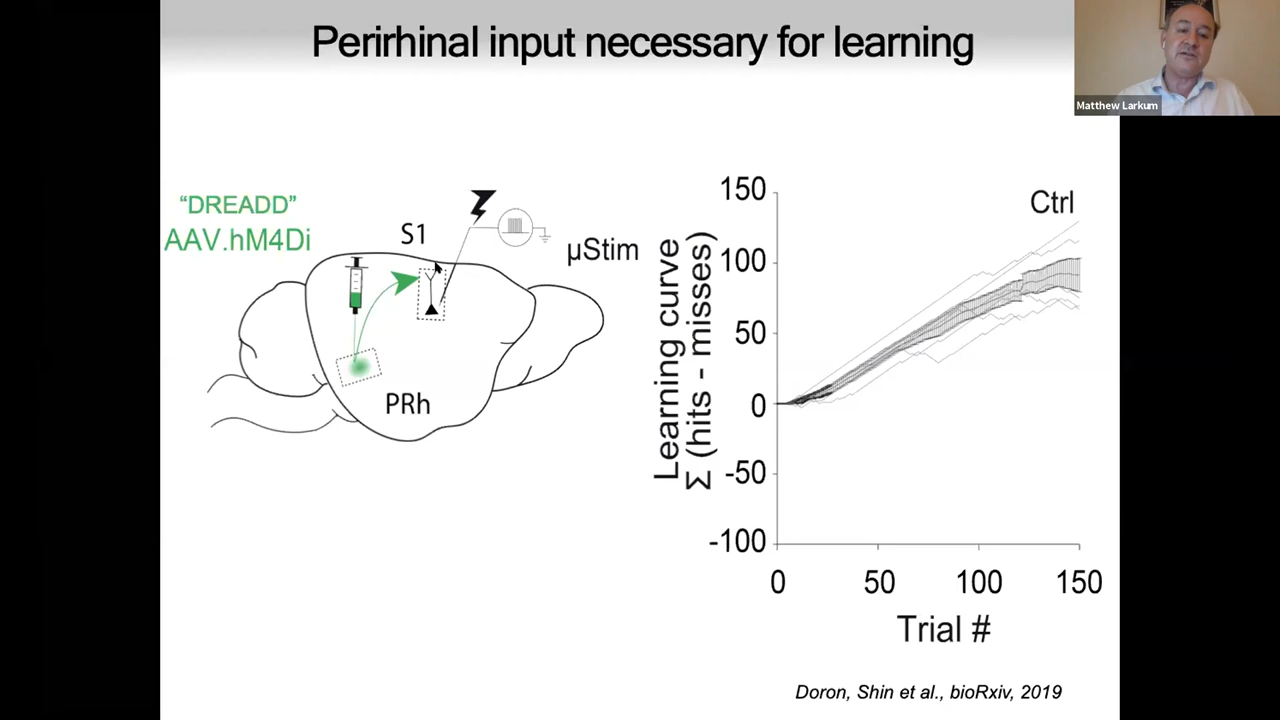 Perirhinal input necessary for learning
Matthew Larkum
“DREADD”
AAV.hM4Di
S1
µStim
PRh
Learning curve
Σ (hits - misses)
150
100
50
0
-50
-100
Ctrl
0 50 100 150
Trial #
Doron, Shin et al., bioRxiv, 2019